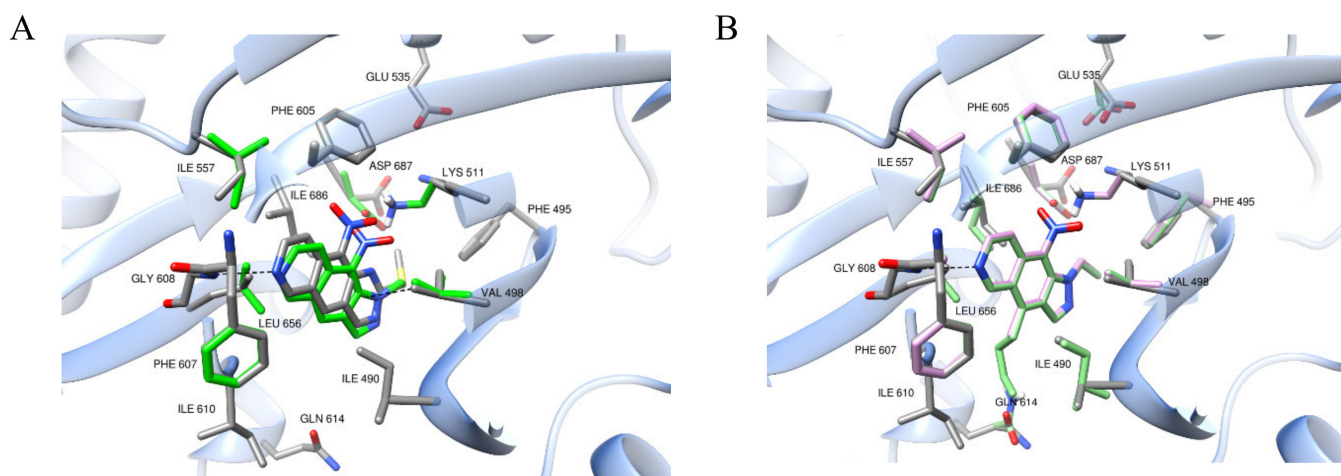 A
GLU 535
PHE 605
ILE 557
ASP 687
LYS 511
ILE 686
PHE 495
GLY 608
VAL 498
LEU 656
PHE 607
ILE 490
ILE 610
GLN 614
B
GLU 535
PHE 605
ILE 557
ASP 687
LYS 511
ILE 686
PHE 495
GLY 608
VAL 498
LEU 656
PHE 607
ILE 490
ILE 610
GLN 614